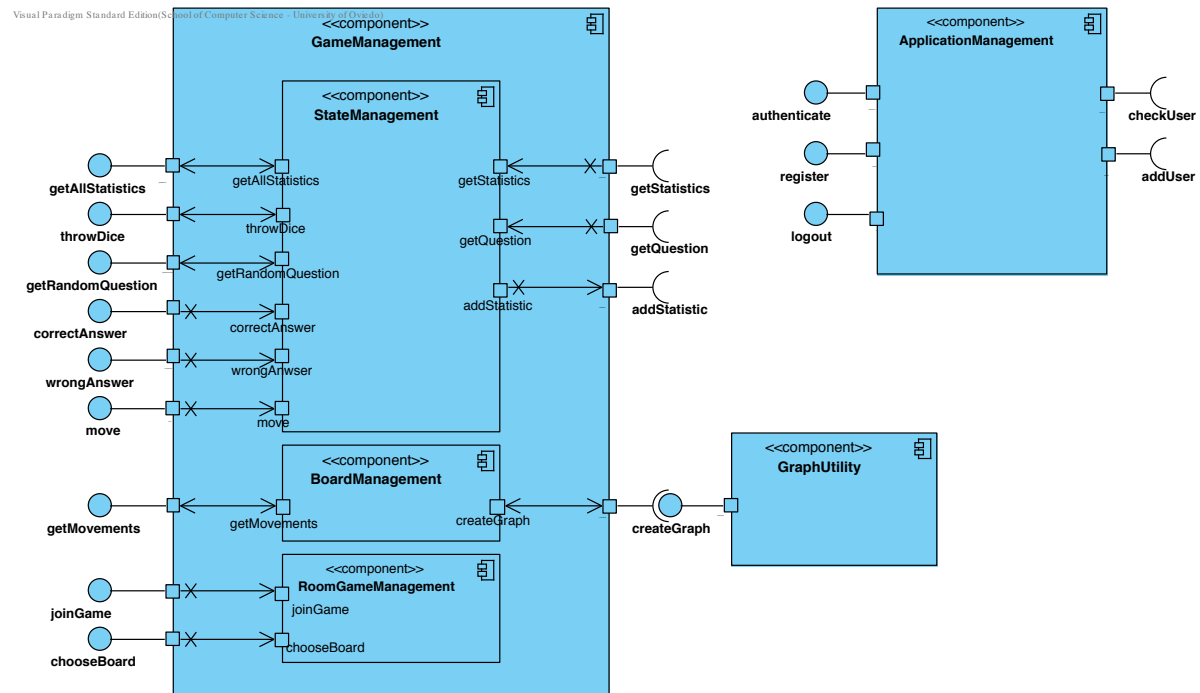 Visual Paradigm Standard Edition(School of Computer Science - University of Oviedo)
<<component>>
GameManagement
<<component>>
StateManagement
getAllStatistics
getAllStatistics
throwDice
throwDice
getRandomQuestion
getRandomQuestion
correctAnswer
correctAnswer
wrongAnswer
wrongAnwser
move
move
getStatistics
getStatistics
getQuestion
getQuestion
addStatistic
addStatistic
<<component>>
BoardManagement
getMovements
getMovements
createGraph
createGraph
<<component>>
RoomGameManagement
joinGame
joinGame
chooseBoard
chooseBoard
<<component>>
ApplicationManagement
authenticate
register
logout
checkUser
addUser
<<component>>
GraphUtility